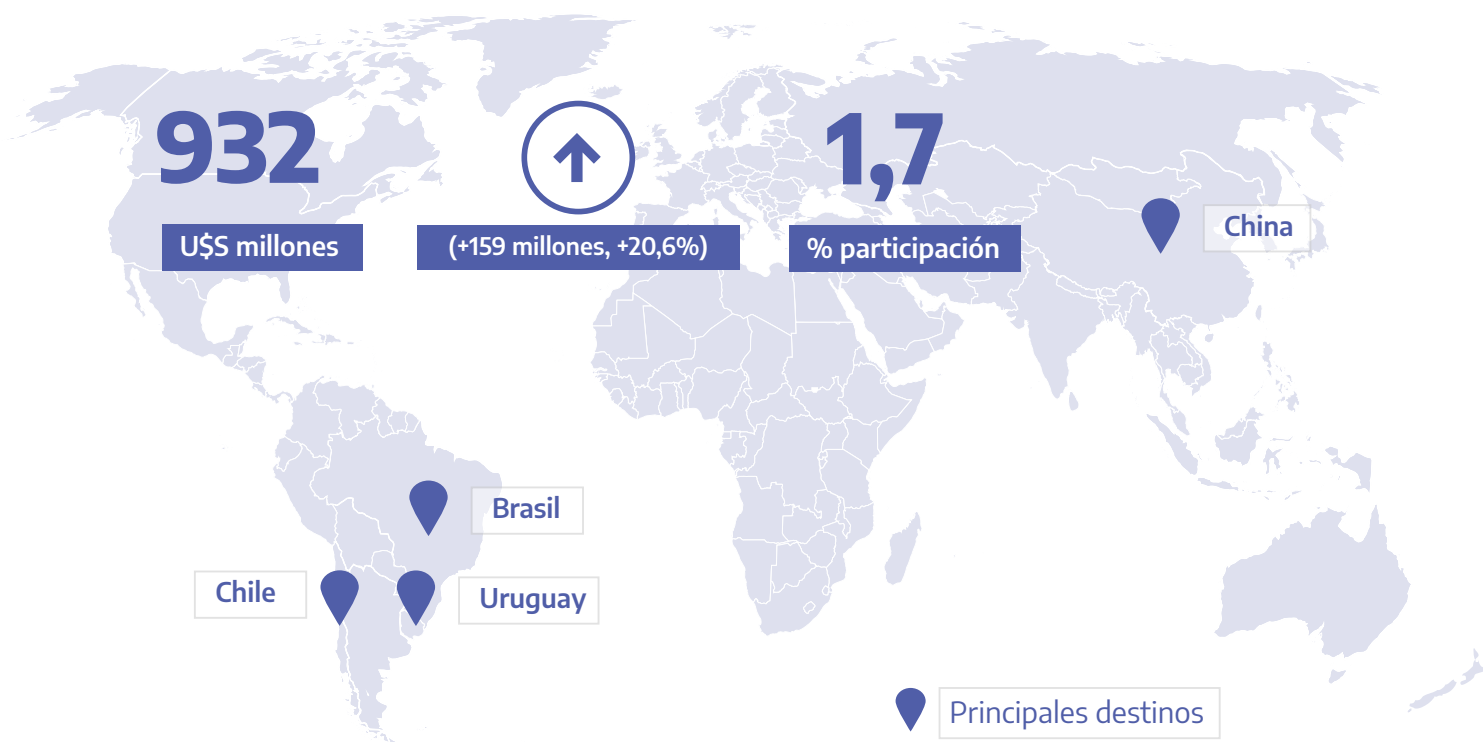 932
U$S millones
(+159 millones, +20,6%)
1,7
% participación
China
Brasil
Chile
Uruguay
Principales destinos